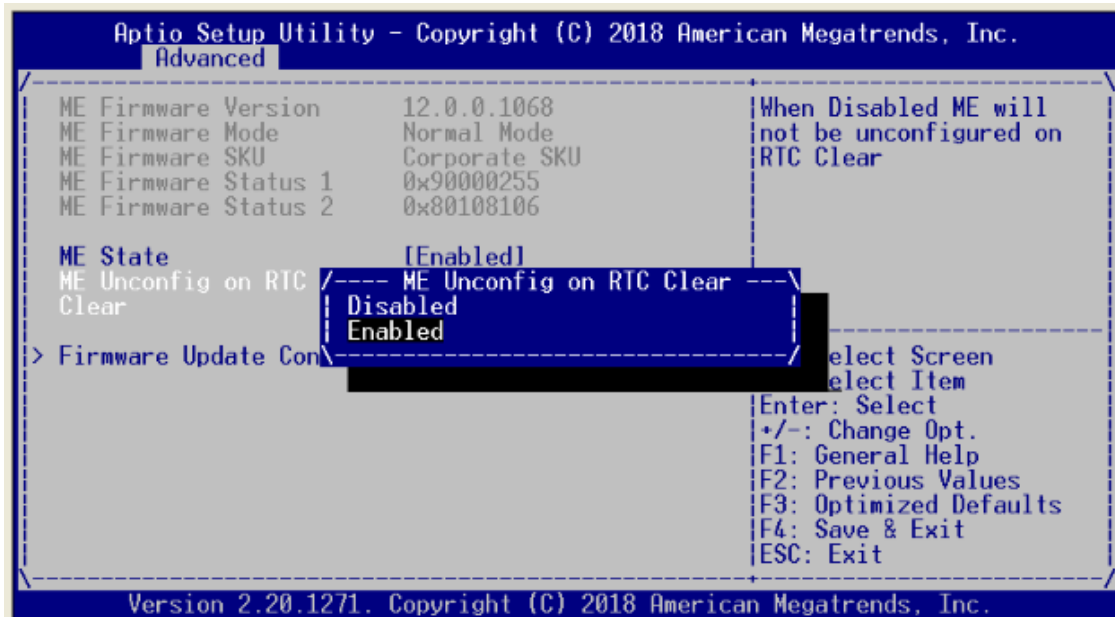 Aptio Setup Utility - Copyright (C) 2018 American Megatrends, Inc.
Advanced
ME Firmware Version 12.0.0.1068
ME Firmware Mode Normal Mode
ME Firmware SKU Corporate SKU
ME Firmware Status 1 0x90000255
ME Firmware Status 2 0x80108106
ME State [Enabled]
ME Unconfig on RTC
Clear
> Firmware Update Con
/---- ME Unconfig on RTC Clear ---\
Disabled
Enabled
When Disabled ME will
not be unconfigured on
RTC Clear
elect Screen
elect Item
Enter: Select
+/-: Change Opt.
F1: General Help
F2: Previous Values
F3: Optimized Defaults
F4: Save & Exit
ESC: Exit
Version 2.20.1271. Copyright (C) 2018 American Megatrends, Inc.